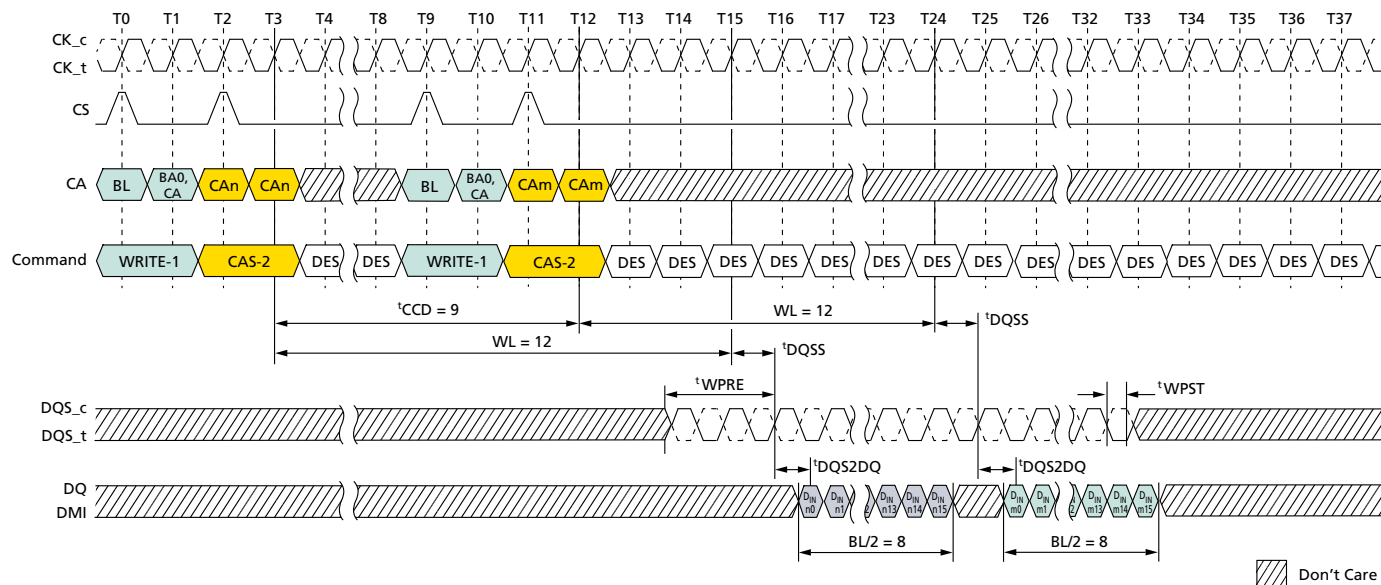 T0 T1 T2 T3 T4 T8 T9 T10 T11 T12 T13 T14 T15 T16 T17 T23 T24 T25 T26 T32 T33 T34 T35 T36 T37
CK_c
CK_t
CS
CA BL BA0, CA CAn CAn BL BA0, CA CAm CAm
Command WRITE-1 CAS-2 DES DES WRITE-1 CAS-2 DES DES DES DES DES DES DES DES DES DES DES DES DES DES DES
tCCD = 9 WL = 12 tDQSS
WL = 12 tDQSS
tWPRE tWPST
DQS_c
DQS_t
tDQS2DQ tDQS2DQ
DQ
DMI
DIN n0 DIN n1 DIN n13 DIN n14 DIN n15 DIN m0 DIN m1 DIN m13 DIN m14 DIN m15
BL/2 = 8 BL/2 = 8
Don't Care